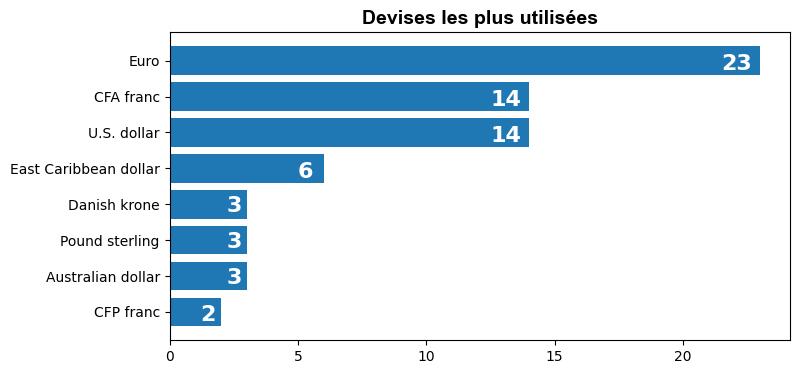 Devises les plus utilisées
Euro 23
CFA franc 14
U.S. dollar 14
East Caribbean dollar 6
Danish krone 3
Pound sterling 3
Australian dollar 3
CFP franc 2
0 5 10 15 20